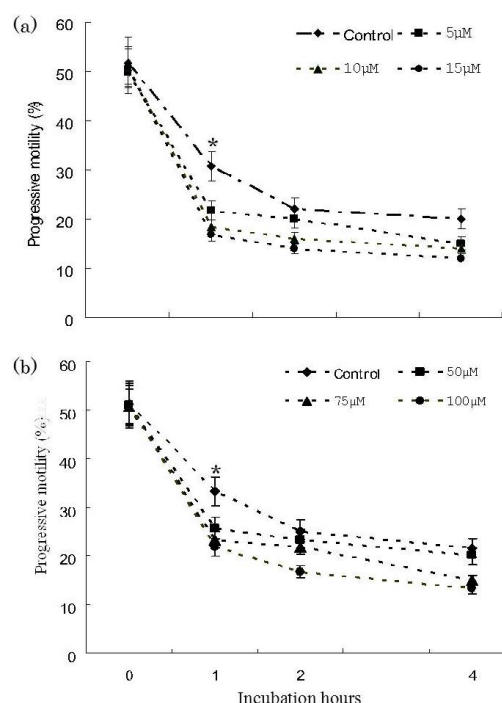 (a)
Control 5µM
10µM 15µM
60
50
40
30
20
10
0
*
Progressive motility (%)
(b)
Control 50µM
75µM 100µM
60
50
40
30
20
10
0
*
Progressive motility (%)
0 1 2 4
Incubation hours